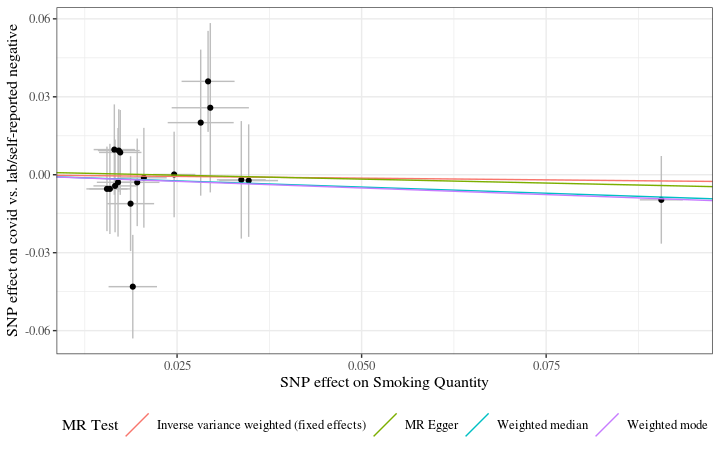 0.06
0.03
0.00
-0.03
-0.06
SNP effect on covid vs. lab/self-reported negative
0.025 0.050 0.075
SNP effect on Smoking Quantity
MR Test Inverse variance weighted (fixed effects) MR Egger Weighted median Weighted mode